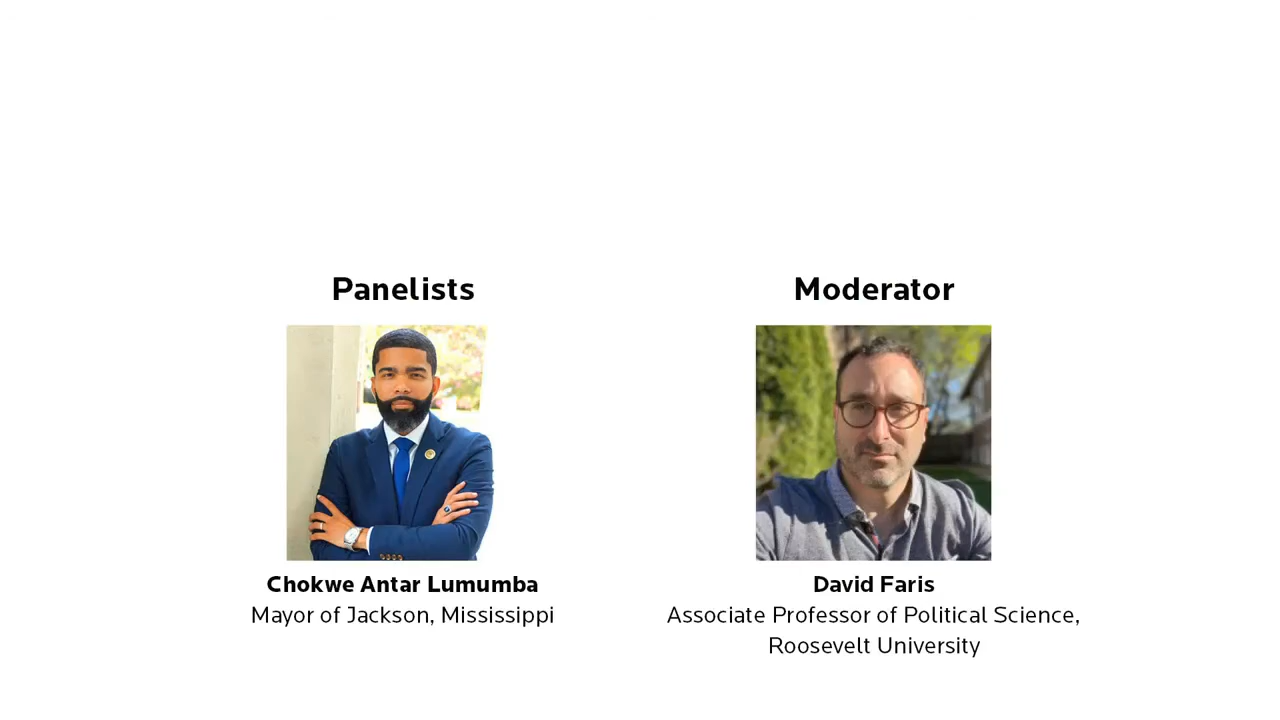 Panelists
Moderator
Chokwe Antar Lumumba
Mayor of Jackson, Mississippi
David Faris
Associate Professor of Political Science,
Roosevelt University